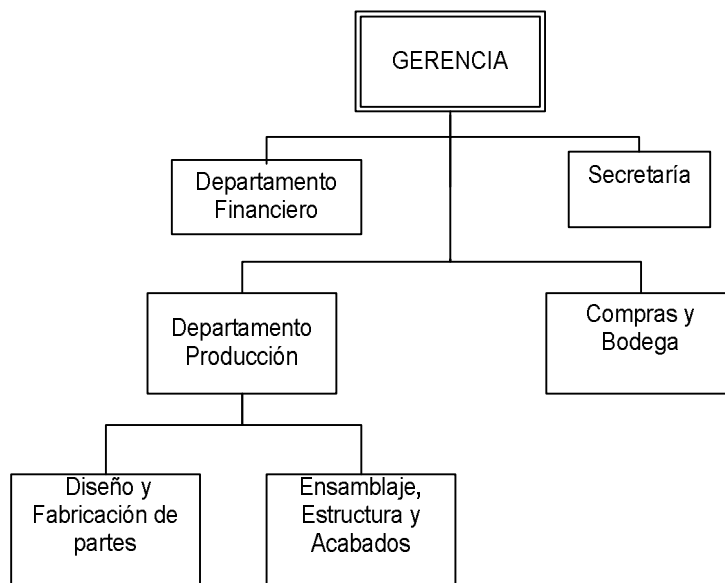 GERENCIA
Departamento
Financiero
Secretaría
Departamento
Producción
Compras y
Bodega
Diseño y
Fabricación de
partes
Ensamblaje,
Estructura y
Acabados